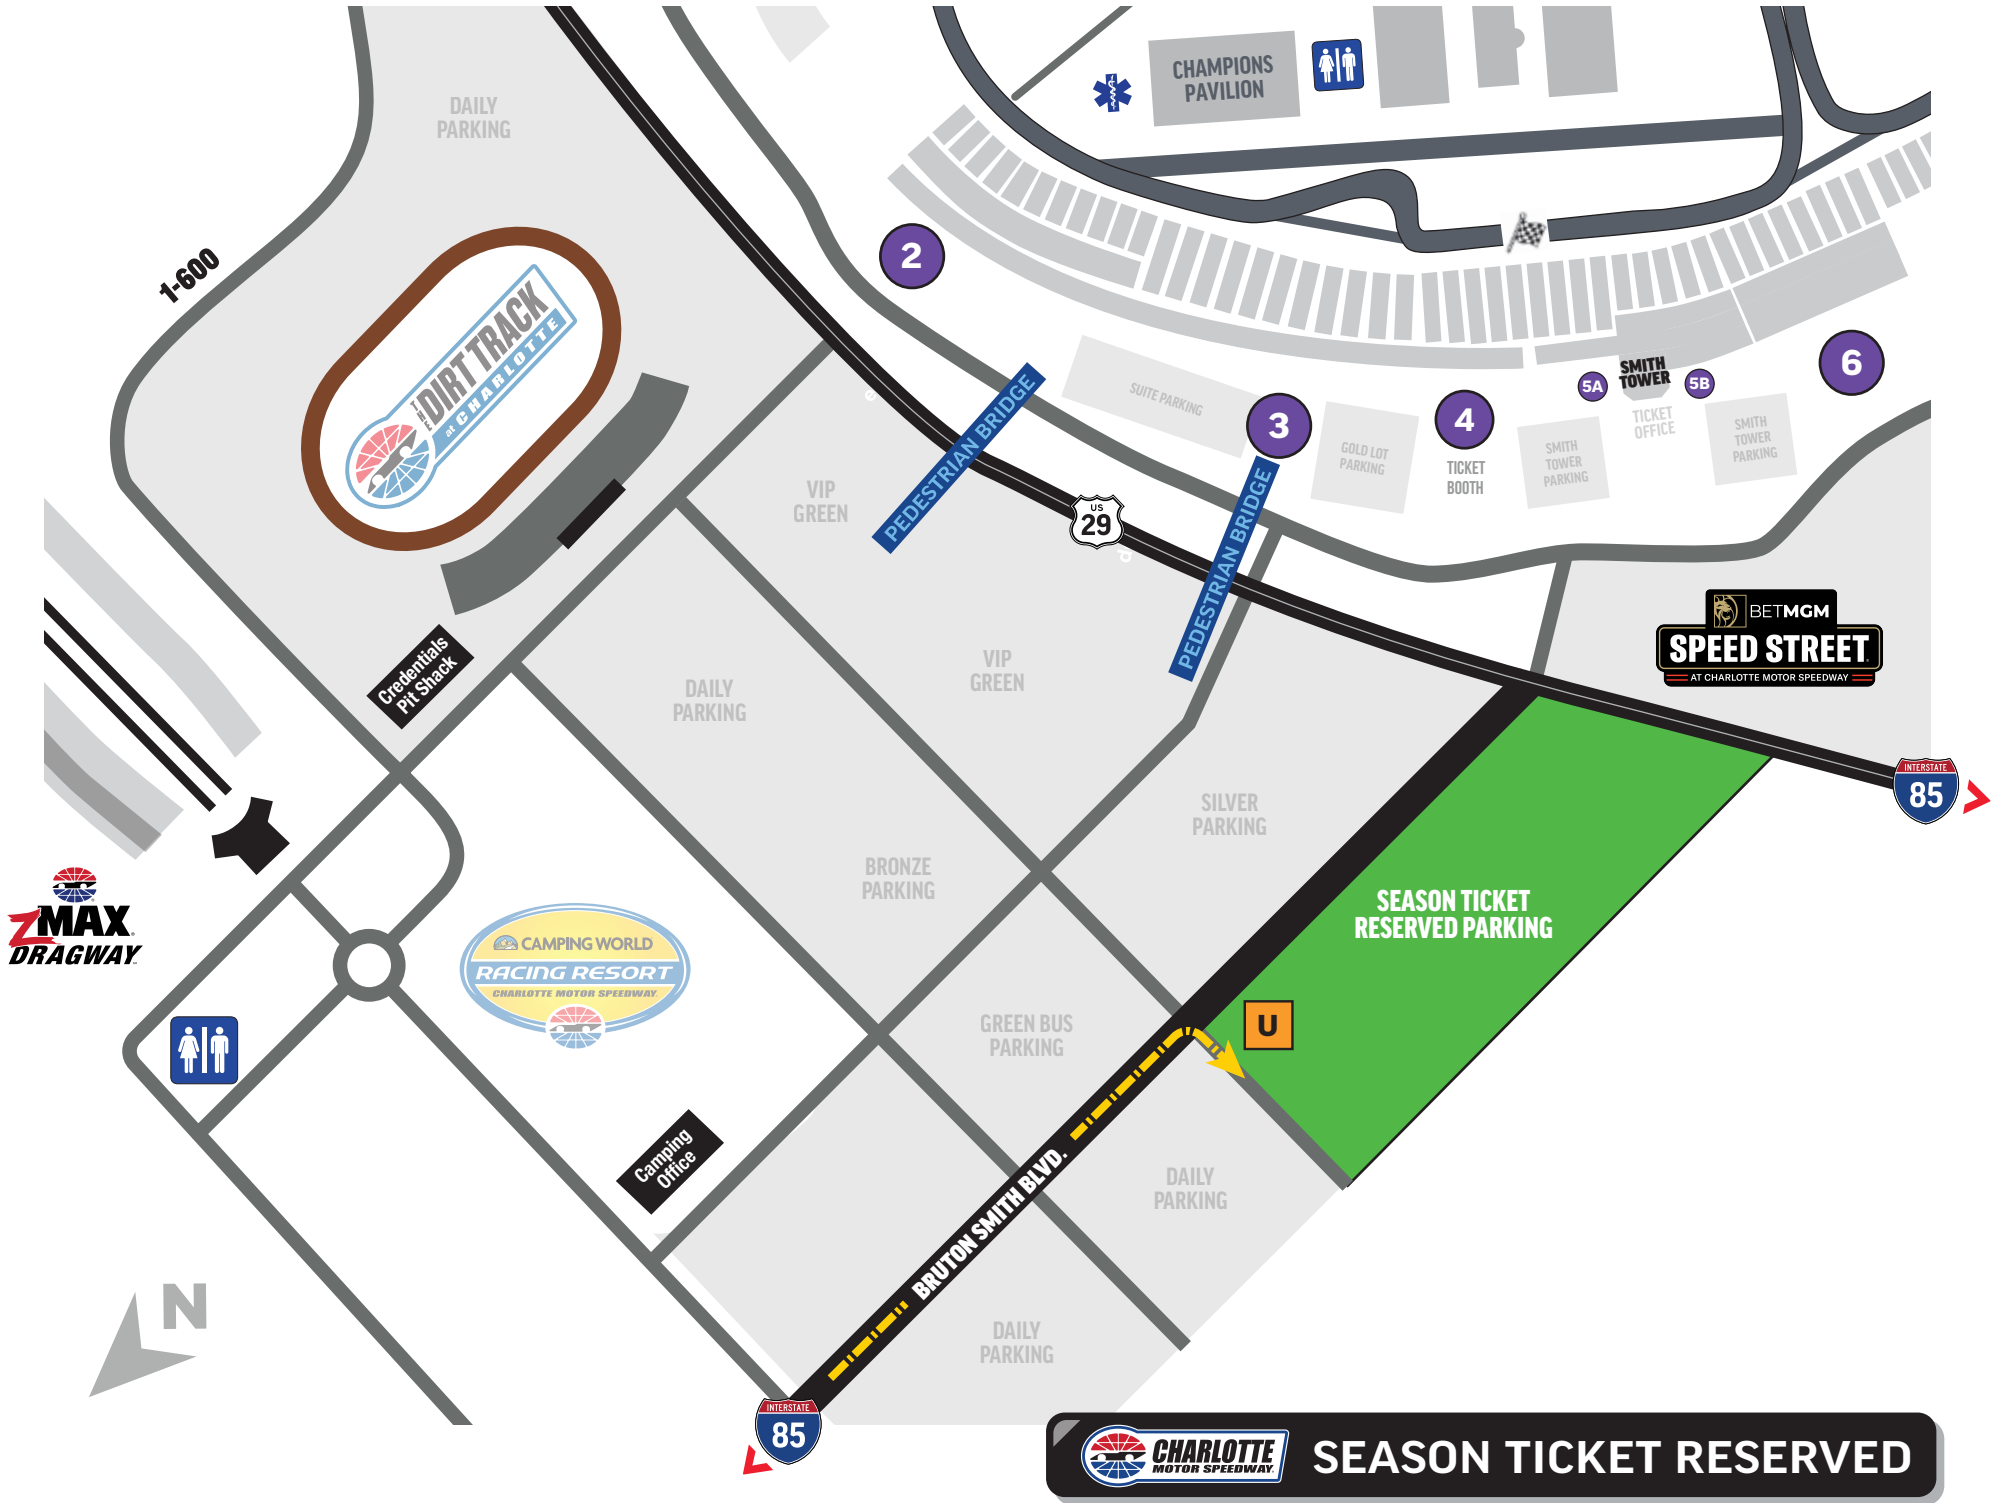 CHAMPIONS
PAVILION
DAILY
PARKING
1-600
2
THE DIRT TRACK
at CHARLOTTE
SUITE PARKING
3
GOLD LOT
PARKING
4
TICKET
BOOTH
5A
SMITH
TOWER
5B
6
TICKET
OFFICE
SMITH
TOWER
PARKING
SMITH
TOWER
PARKING
PEDESTRIAN BRIDGE
PEDESTRIAN BRIDGE
VIP
GREEN
US
29
e
d
BETMGM
SPEED STREET
AT CHARLOTTE MOTOR SPEEDWAY
Credentials
Pit Shack
VIP
GREEN
DAILY
PARKING
INTERSTATE
85
SILVER
PARKING
BRONZE
PARKING
SEASON TICKET
RESERVED PARKING
ZMAX
DRAGWAY
CAMPING WORLD
RACING RESORT
CHARLOTTE MOTOR SPEEDWAY
GREEN BUS
PARKING
U
Camping
Office
DAILY
PARKING
BRUTON SMITH BLVD.
DAILY
PARKING
N
INTERSTATE
85
CHARLOTTE
MOTOR SPEEDWAY
SEASON TICKET RESERVED